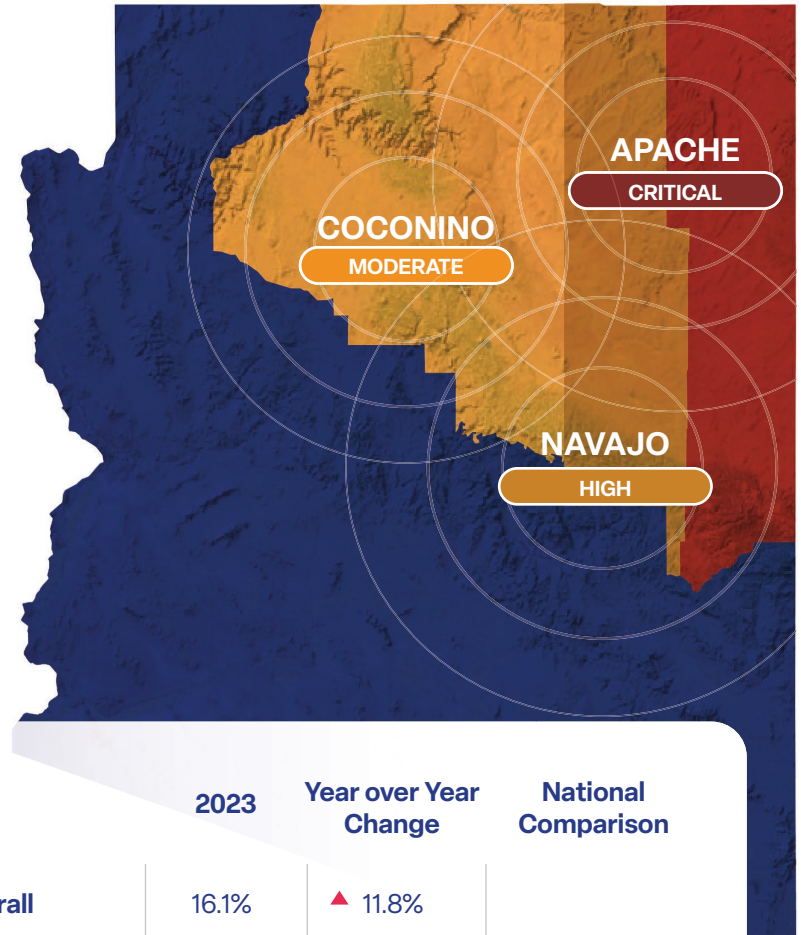 APACHE
CRITICAL
COCONINO
MODERATE
NAVAJO
HIGH
2023
Year over Year
Change
National
Comparison
rall
16.1%
11.8%